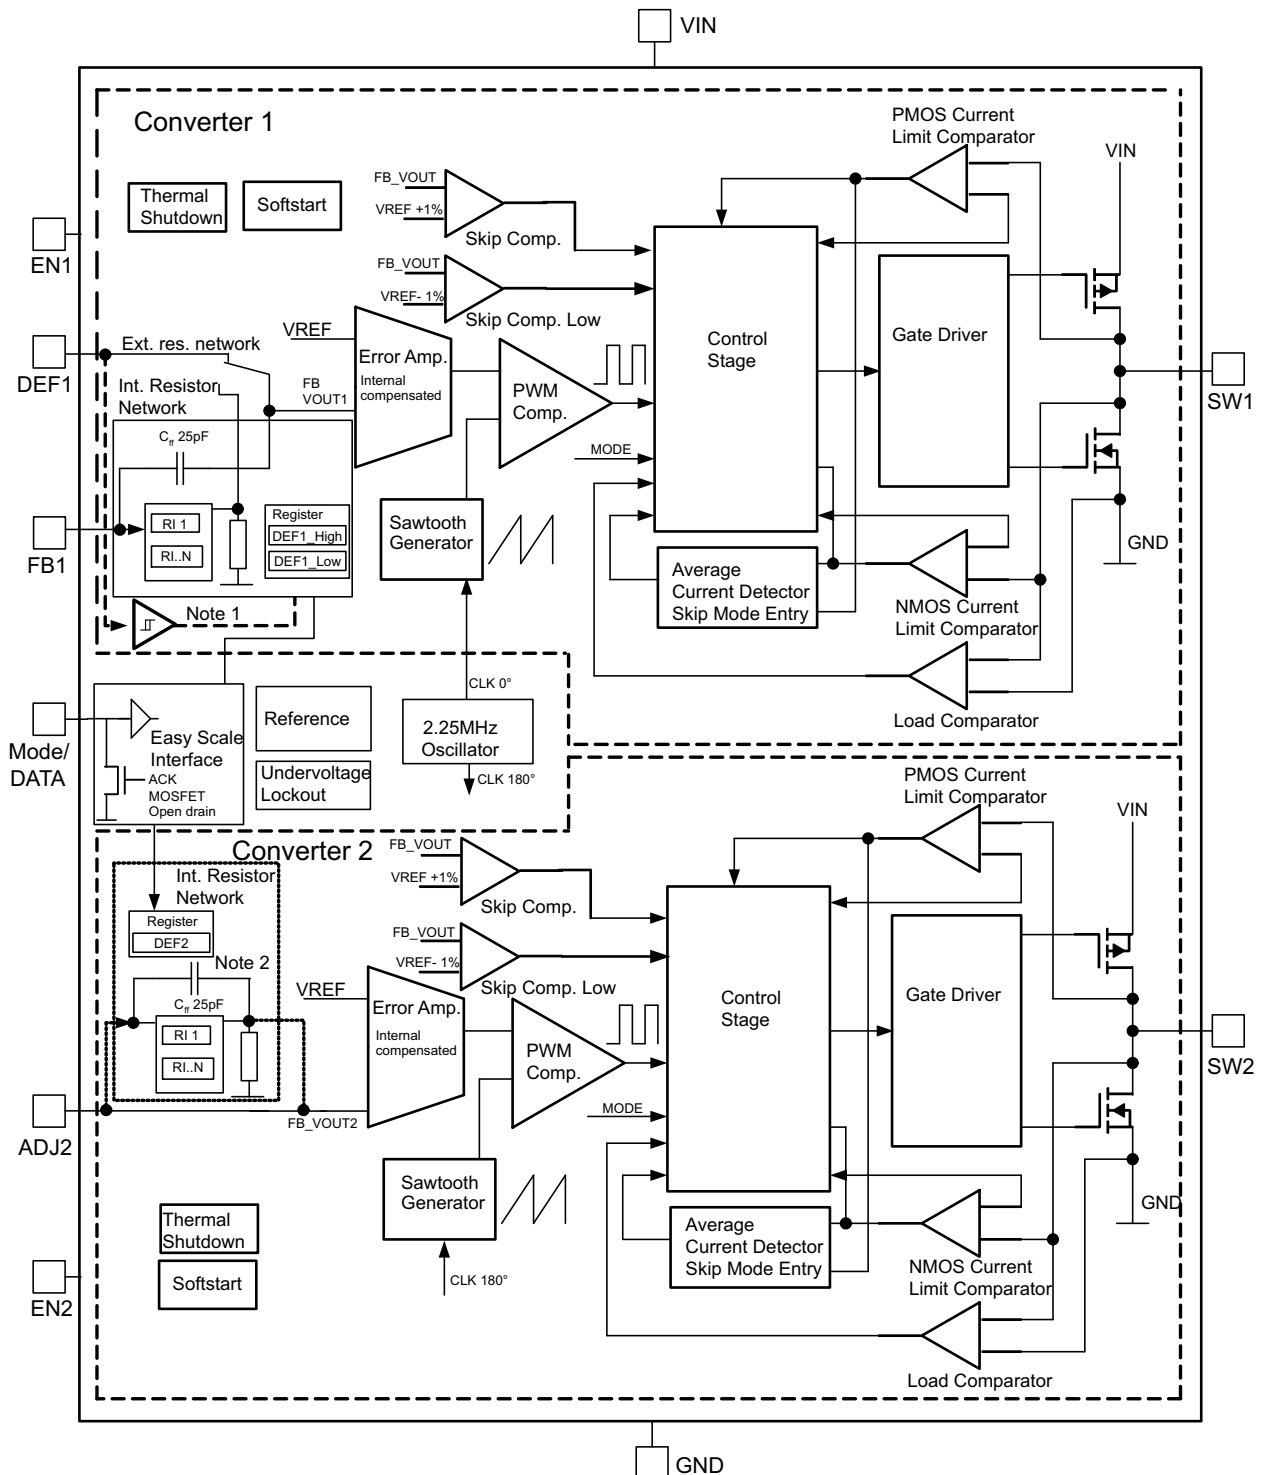 VIN
Converter 1
PMOS Current
Limit Comparator
VIN
Thermal
Shutdown
Softstart
FB_VOUT
VREF +1%
Skip Comp.
EN1
FB_VOUT
VREF- 1%
Skip Comp. Low
Control
Stage
Gate Driver
VREF
Ext. res. network
DEF1
Error Amp.
Internal
compensated
Int. Resistor
Network
FB
VOUT1
PWM
Comp.
SW1
Cff 25pF
MODE
RI 1
RI..N
Register
DEF1_High
DEF1_Low
FB1
Sawtooth
Generator
Average
Current Detector
Skip Mode Entry
GND
NMOS Current
Limit Comparator
Note 1
CLK 0°
Load Comparator
Mode/
DATA
Easy Scale
Interface
ACK
MOSFET
Open drain
Reference
Undervoltage
Lockout
2.25MHz
Oscillator
CLK 180°
PMOS Current
Limit Comparator
VIN
Converter 2
FB_VOUT
VREF +1%
Skip Comp.
Int. Resistor
Network
Register
DEF2
Note 2
Cff 25pF
RI 1
RI..N
FB_VOUT
VREF- 1%
Skip Comp. Low
VREF
Error Amp.
Internal
compensated
PWM
Comp.
Control
Stage
Gate Driver
SW2
MODE
ADJ2
FB_VOUT2
Sawtooth
Generator
CLK 180°
Thermal
Shutdown
Softstart
EN2
Average
Current Detector
Skip Mode Entry
GND
NMOS Current
Limit Comparator
Load Comparator
GND